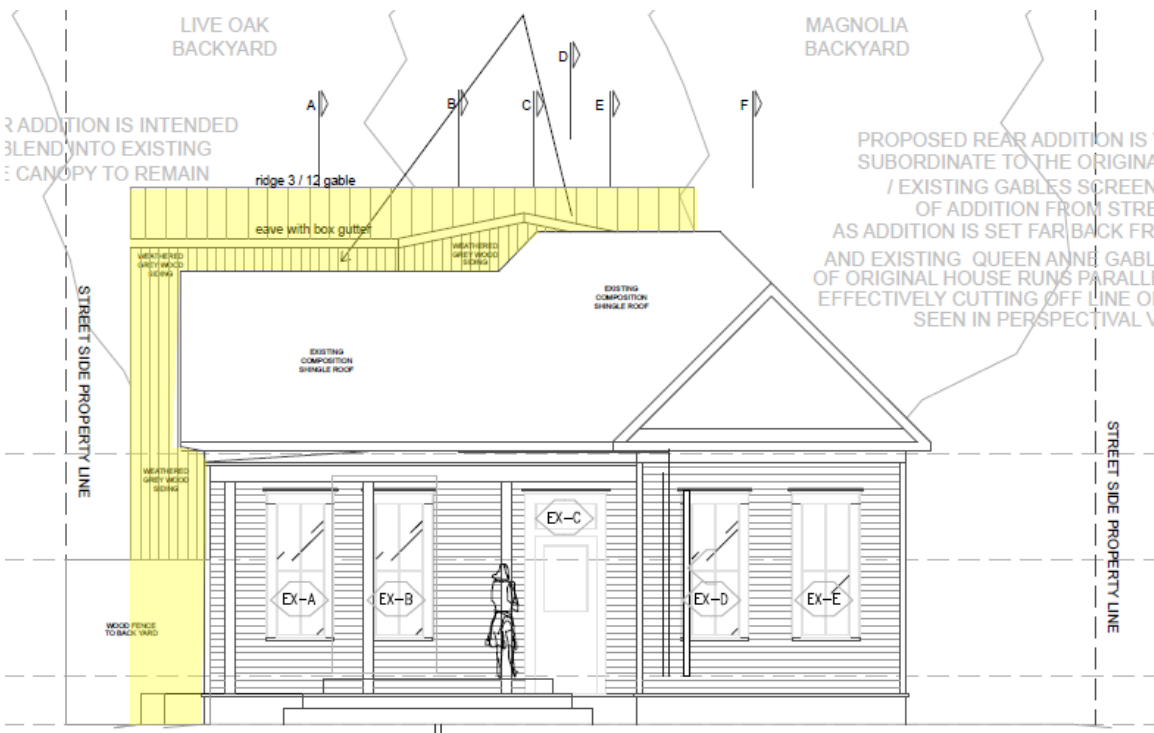 LIVE OAK
BACKYARD
MAGNOLIA
BACKYARD
D
A
B
C
E
F
R ADDITION IS INTENDED
BLEND INTO EXISTING
E CANOPY TO REMAIN
PROPOSED REAR ADDITION IS
SUBORDINATE TO THE ORIGINA
/ EXISTING GABLES SCREEN
OF ADDITION FROM STRE
AS ADDITION IS SET FAR BACK FR
AND EXISTING QUEEN ANNE GABL
OF ORIGINAL HOUSE RUNS PARALL
EFFECTIVELY CUTTING OFF LINE O
SEEN IN PERSPECTIVAL V
ridge 3 / 12 gable
eave with box gutter
WEATHERED
GREY WOOD
SIDING
WEATHERED
GREY WOOD
SIDING
EXISTING
COMPOSITION
SHINGLE ROOF
EXISTING
COMPOSITION
SHINGLE ROOF
STREET SIDE PROPERTY LINE
WEATHERED
GREY WOOD
SIDING
STREET SIDE PROPERTY LINE
EX-C
EX-A
EX-B
EX-D
EX-E
WOOD FENCE
TO BACK YARD